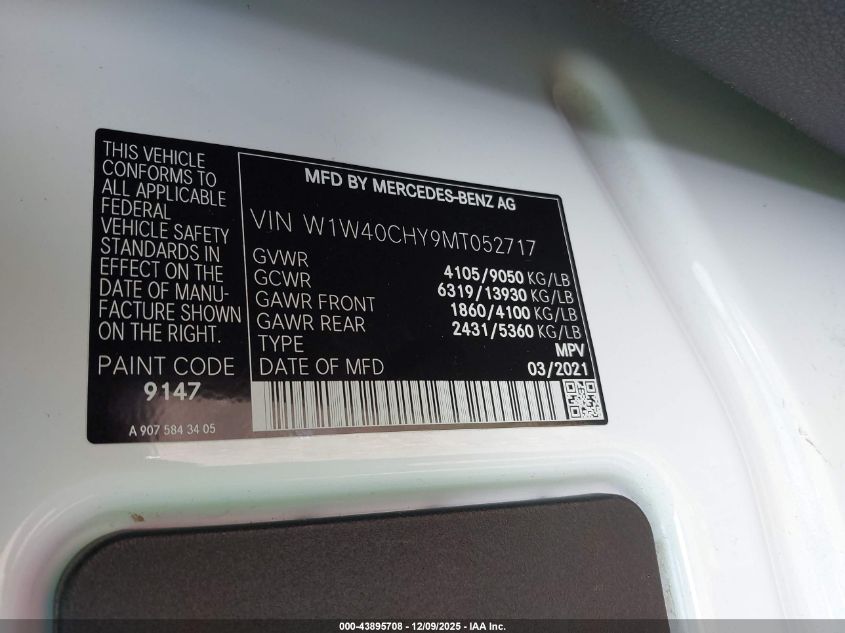 THIS VEHICLE
CONFORMS TO
ALL APPLICABLE
FEDERAL
VEHICLE SAFETY
STANDARDS IN
EFFECT ON THE
DATE OF MANU-
FACTURE SHOWN
ON THE RIGHT.
PAINT CODE
9147
A 907 584 34 05
MFD BY MERCEDES-BENZ AG
VIN W1W40CHY9MT052717
GVWR 4105/9050 KG/LB
GCWR 6319/13930 KG/LB
GAWR FRONT 1860/4100 KG/LB
GAWR REAR 2431/5360 KG/LB
TYPE MPV
DATE OF MFD 03/2021
000-43895708 - 12/09/2025 - IAA Inc.